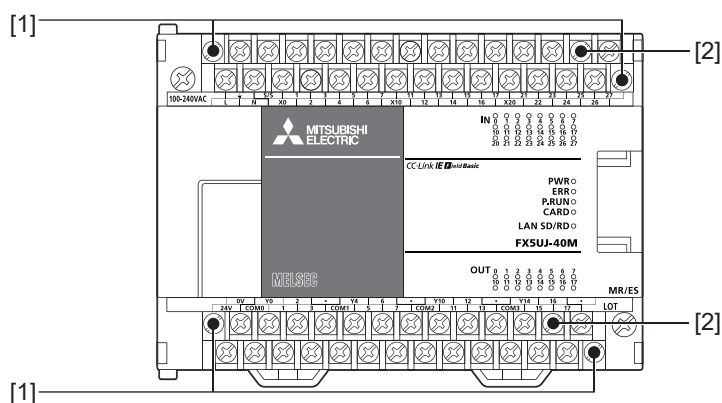 [1]
[2]
100-240VAC
⏚ S/S 1 3 5 7 11 13 15 17 21 23 25 27
L N X0 2 4 6 X10 12 14 16 X20 22 24 26
MITSUBISHI
ELECTRIC
IN 0 1 2 3 4 5 6 7
10 11 12 13 14 15 16 17
20 21 22 23 24 25 26 27
CC-Link IE Field Basic
PWR
ERR
P.RUN
CARD
LAN SD/RD
FX5UJ-40M
MELSEC
OUT 0 1 2 3 4 5 6 7
10 11 12 13 14 15 16 17
MR/ES
0V Y0 2 • Y4 6 • Y10 12 • Y14 16 •
24V COM0 1 3 COM1 5 7 COM2 11 13 COM3 15 17
LOT
[2]
[1]